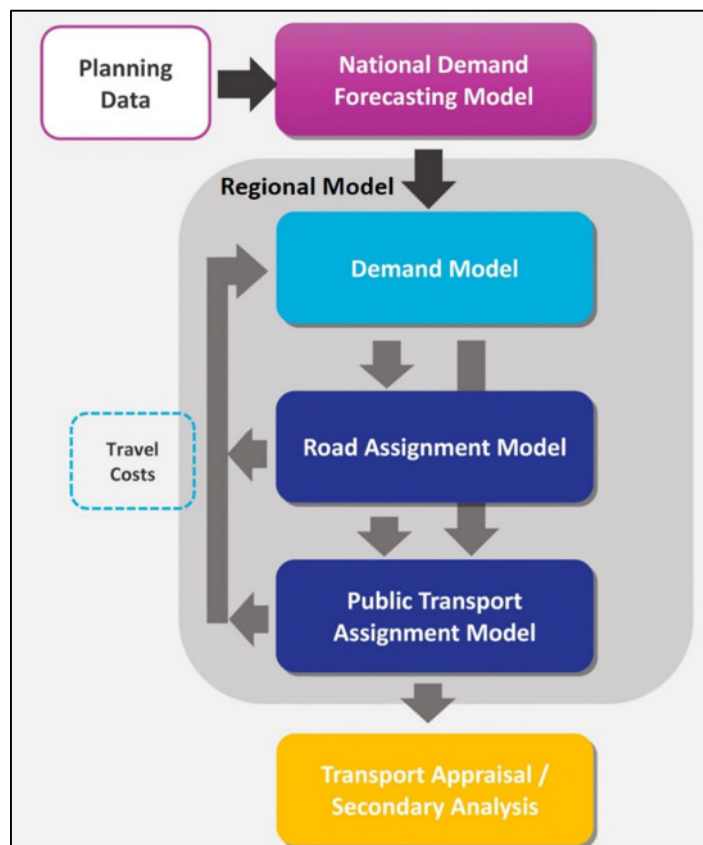 Planning
Data
National Demand
Forecasting Model
Regional Model
Demand Model
Road Assignment Model
Travel
Costs
Public Transport
Assignment Model
Transport Appraisal /
Secondary Analysis